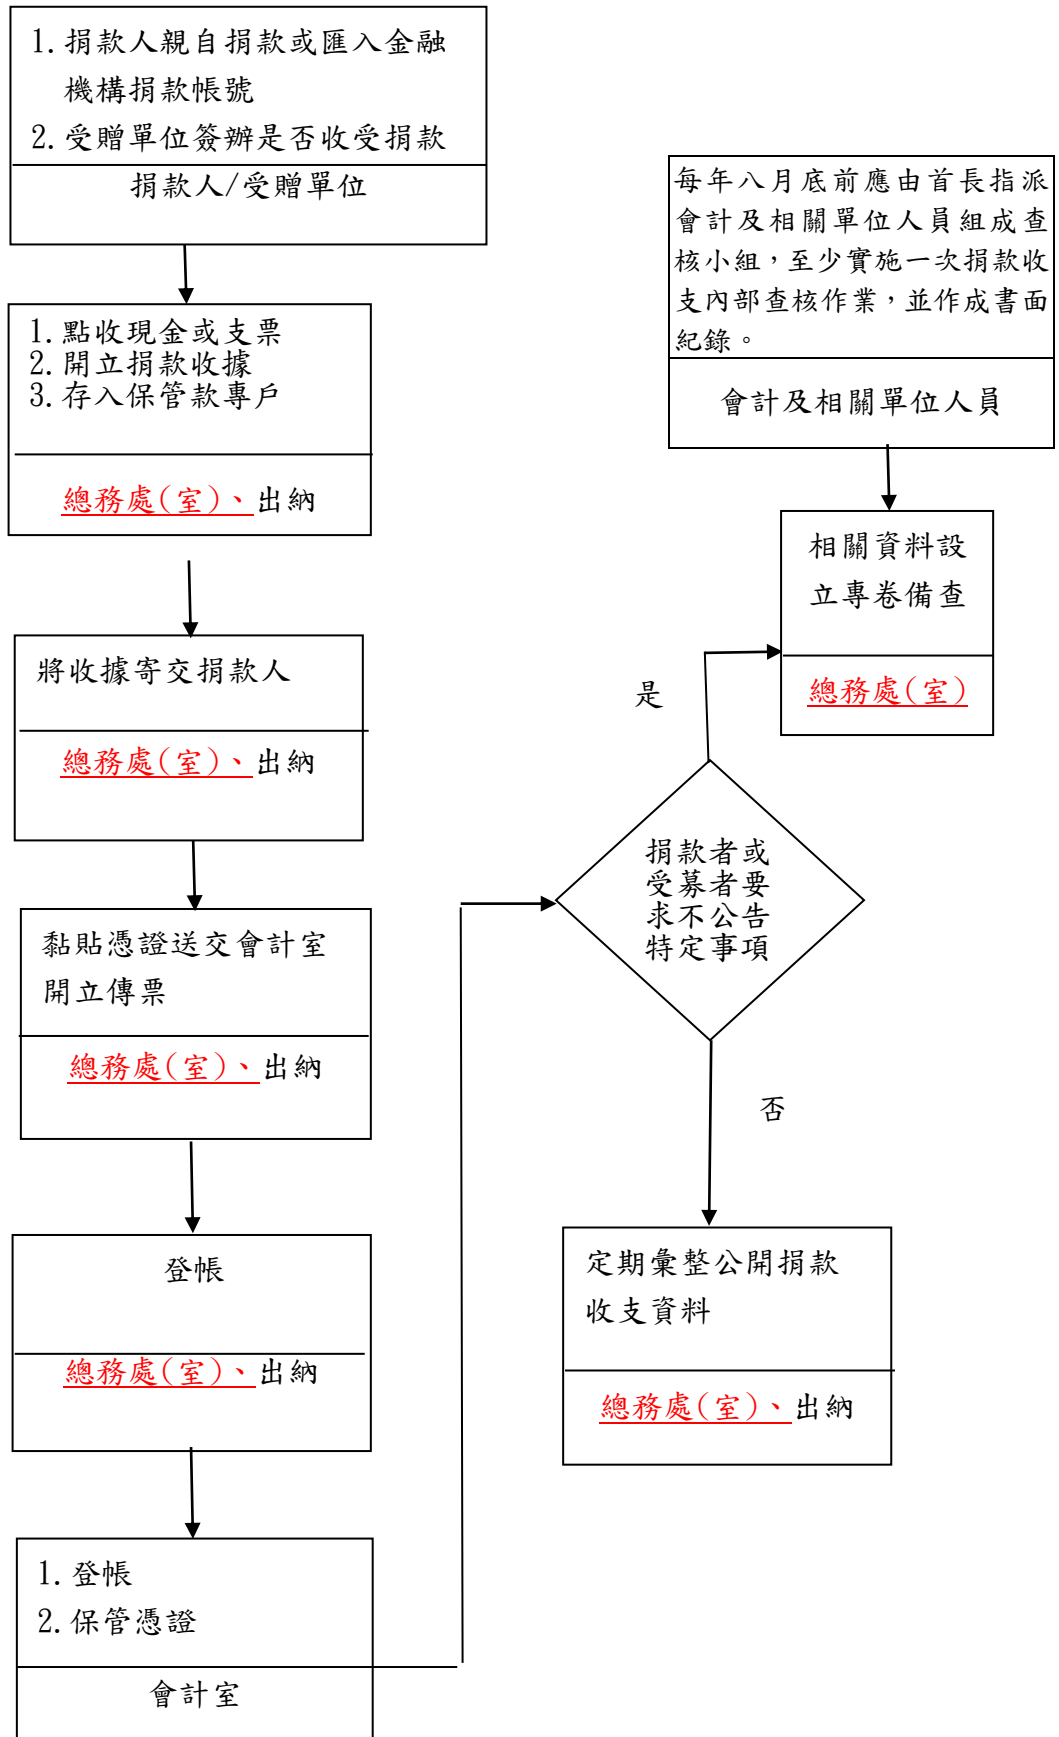 1.捐款人親自捐款或匯入金融
機構捐款帳號
2.受贈單位簽辦是否收受捐款
捐款人/受贈單位
1.點收現金或支票
2.開立捐款收據
3.存入保管款專戶
總務處(室)、出納
將收據寄交捐款人
總務處(室)、出納
黏貼憑證送交會計室
開立傳票
總務處(室)、出納
登帳
總務處(室)、出納
1.登帳
2.保管憑證
會計室
每年八月底前應由首長指派
會計及相關單位人員組成查
核小組，至少實施一次捐款收
支內部查核作業，並作成書面
紀錄。
會計及相關單位人員
相關資料設
立專卷備查
總務處(室)
是
捐款者或
受募者要
求不公告
特定事項
否
定期彙整公開捐款
收支資料
總務處(室)、出納